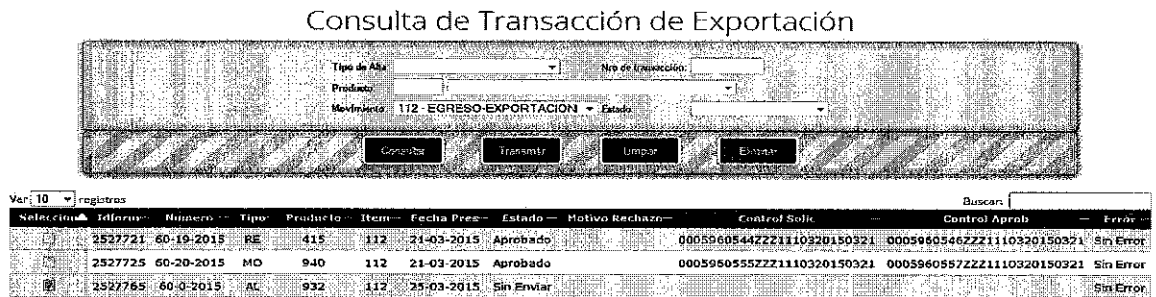 Consulta de Transacción de Exportación
Tipo de Alta Nro de transacción:
Producto
Movimiento 112 - EGRESO-EXPORTACION Estado
Consultar Transmitir Limpiar Eliminar
Ver 10 registros Buscar:
Seleccion Idform Número Tipo Producto Item Fecha Pres Estado Motivo Rechazo Control Solic Control Aprob Error
2527721 60-19-2015 RE 415 112 21-03-2015 Aprobado 0005960544ZZZ1110320150321 0005960546ZZZ1110320150321 Sin Error
2527725 60-20-2015 MO 940 112 21-03-2015 Aprobado 0005960555ZZZ1110320150321 0005960557ZZZ1110320150321 Sin Error
2527765 60-0-2015 AL 932 112 25-03-2015 Sin Enviar Sin Error